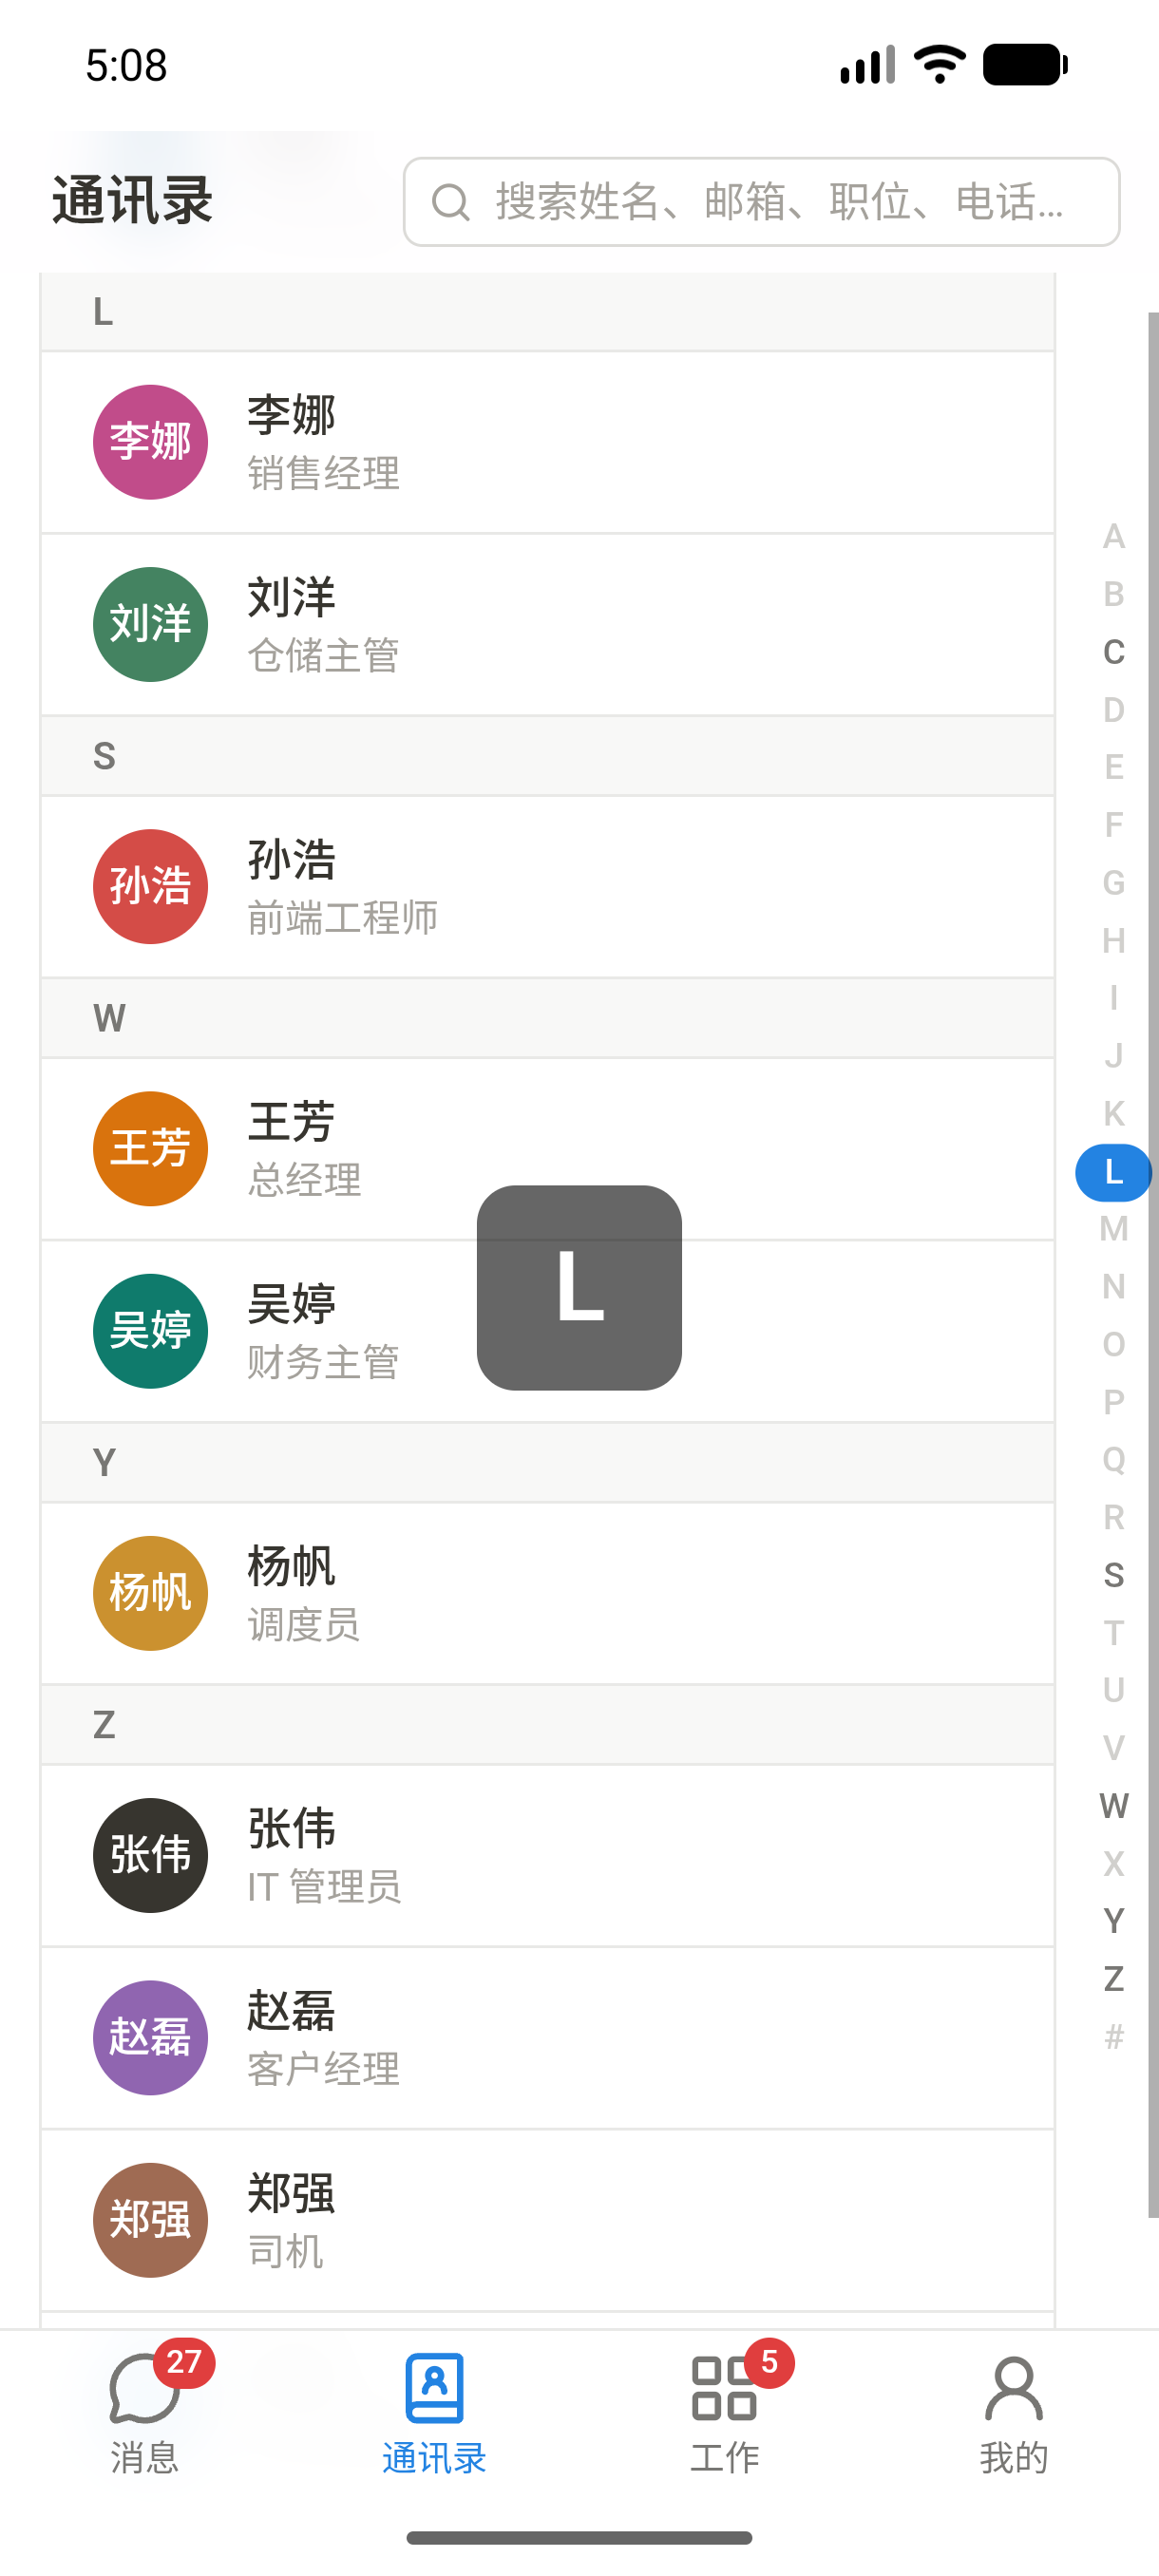 5:08
通讯录
搜索姓名、邮箱、职位、电话...
L
李娜
李娜
销售经理
刘洋
刘洋
仓储主管
S
孙浩
孙浩
前端工程师
W
王芳
王芳
总经理
吴婷
吴婷
财务主管
L
Y
杨帆
杨帆
调度员
Z
张伟
张伟
IT 管理员
赵磊
赵磊
客户经理
郑强
郑强
司机
A
B
C
D
E
F
G
H
I
J
K
L
M
N
O
P
Q
R
S
T
U
V
W
X
Y
Z
#
27
消息
通讯录
5
工作
我的